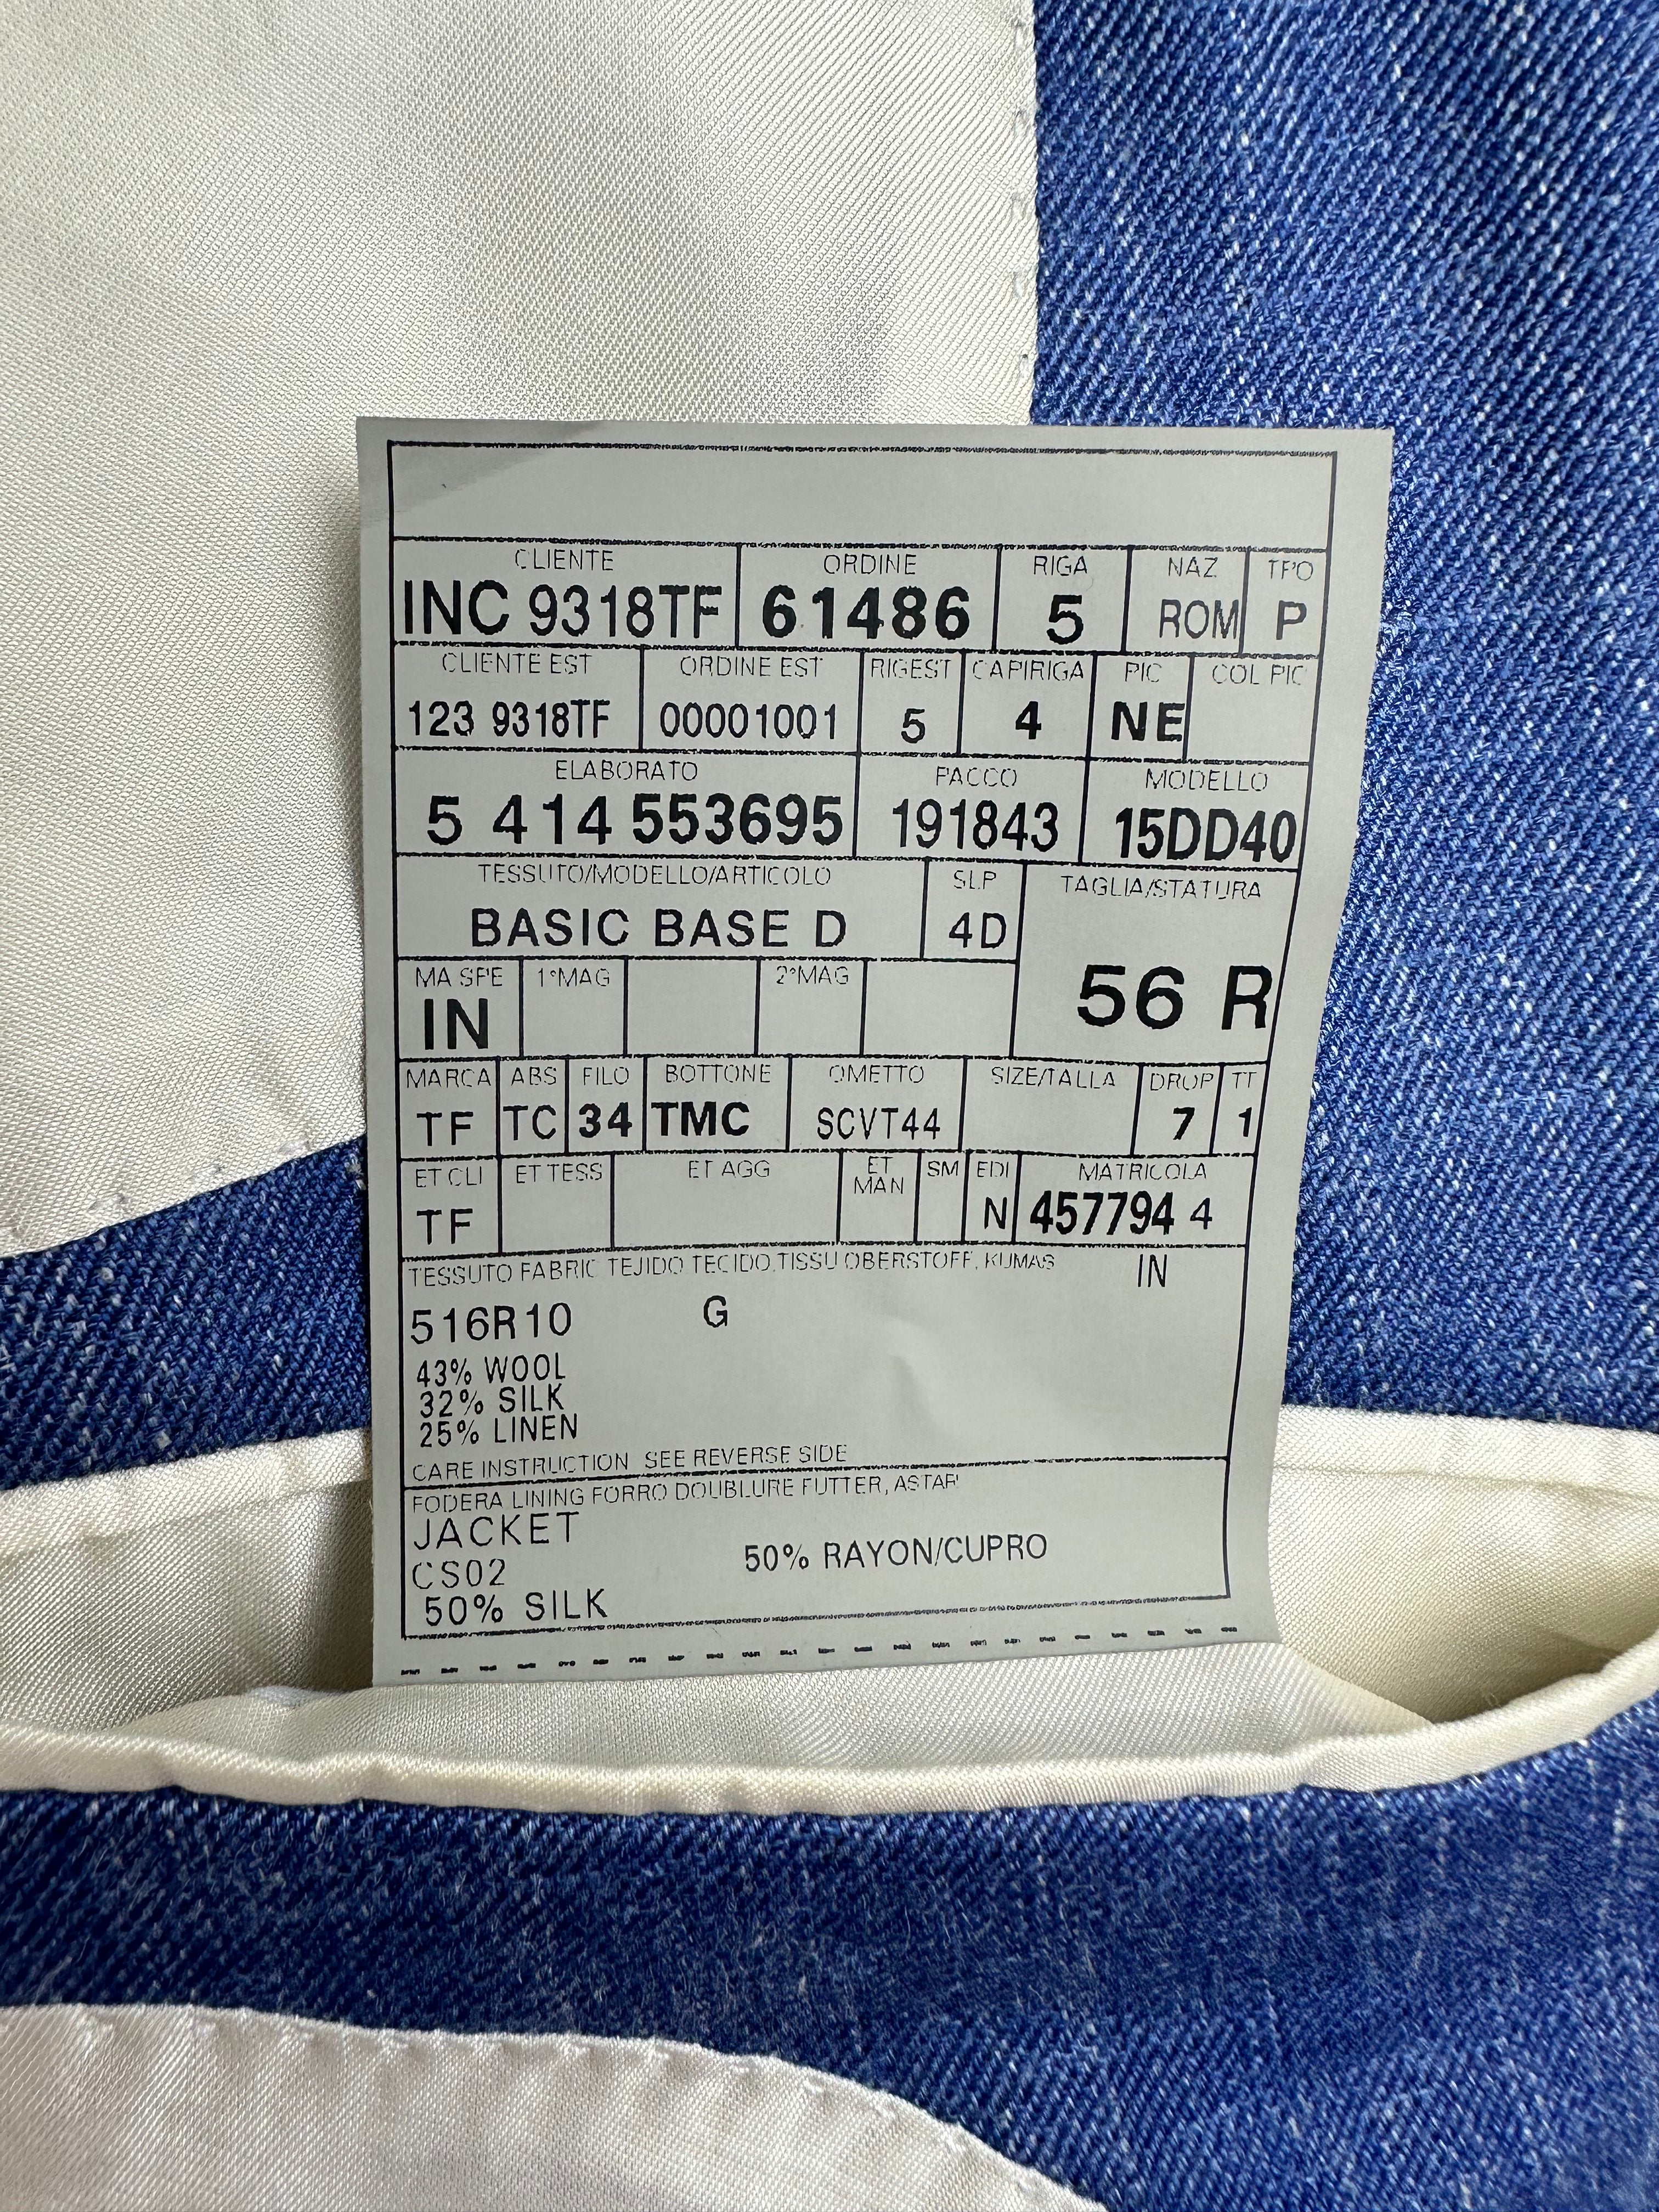 CLIENTE ORDINE RIGA NAZ TPO
INC 9318TF 61486 5 ROM P
CLIENTE EST ORDINE EST RIGEST CAPIRIGA PIC COL PIC
123 9318TF 00001001 5 4 NE
ELABORATO PACCO MODELLO
5 414 553695 191843 15DD40
TESSUTO/MODELLO/ARTICOLO SLP TAGLIA/STATURA
BASIC BASE D 4D
56 R
MA SPE 1°MAG 2°MAG
IN
MARCA ABS FILO BOTTONE OMETTO SIZE/TALLA DROP TT
TF TC 34 TMC SCVT44 7 1
ET CLI ET TESS ET AGG ET MAN SM EDI MATRICOLA
TF N 457794 4
TESSUTO FABRIC TEJIDO TECIDO, TISSU OBERSTOFF, KUMAS IN
516R10 G
43% WOOL
32% SILK
25% LINEN
CARE INSTRUCTION SEE REVERSE SIDE
FODERA LINING FORRO DOUBLURE FUTTER, ASTAR
JACKET
CS02 50% RAYON/CUPRO
50% SILK